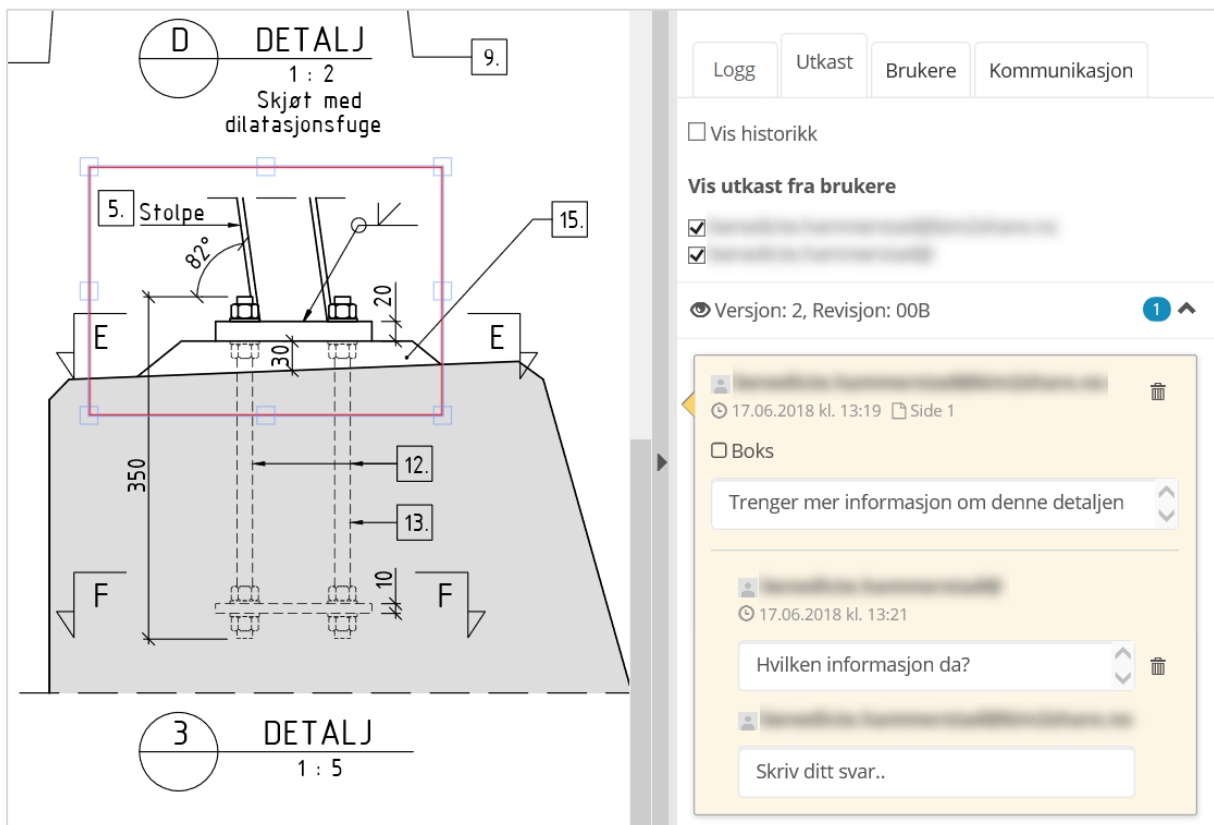 D DETALJ
1 : 2
Skjøt med
dilatasjonsfuge
9.
5. Stolpe
15.
82°
20
E
E
30
350
12.
13.
10
F
F
3 DETALJ
1 : 5
Logg Utkast Brukere Kommunikasjon
Vis historikk
Vis utkast fra brukere
Versjon: 2, Revisjon: 00B 1
17.06.2018 kl. 13:19 Side 1
Boks
Trenger mer informasjon om denne detaljen
17.06.2018 kl. 13:21
Hvilken informasjon da?
Skriv ditt svar..